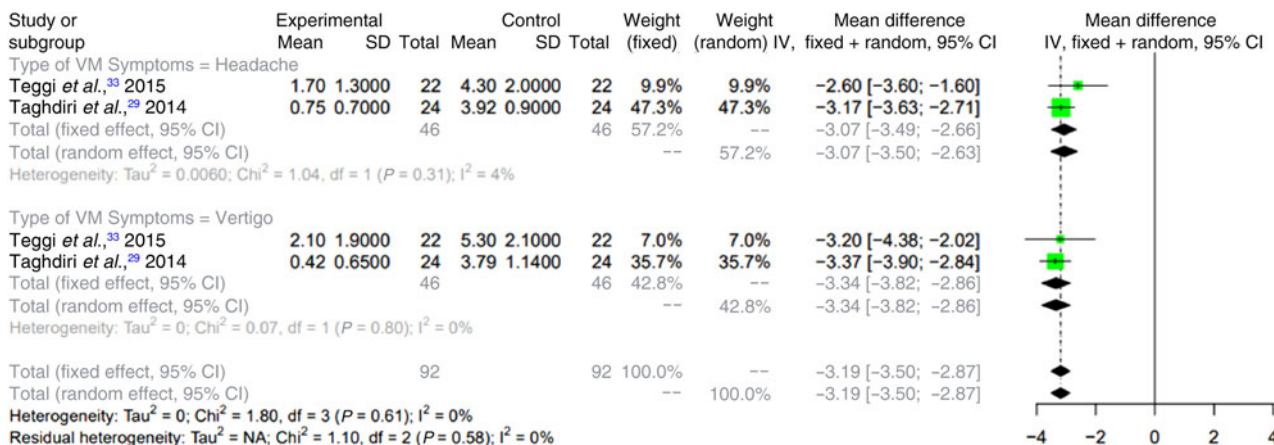 Study or Experimental Control Weight Weight Mean difference Mean difference
subgroup Mean SD Total Mean SD Total (fixed) (random) IV, fixed + random, 95% CI IV, fixed + random, 95% CI
Type of VM Symptoms = Headache
Teggi et al.,³³ 2015 1.70 1.3000 22 4.30 2.0000 22 9.9% 9.9% −2.60 [−3.60; −1.60]
Taghdiri et al.,²⁹ 2014 0.75 0.7000 24 3.92 0.9000 24 47.3% 47.3% −3.17 [−3.63; −2.71]
Total (fixed effect, 95% CI) 46 46 57.2% -- −3.07 [−3.49; −2.66]
Total (random effect, 95% CI) -- 57.2% −3.07 [−3.50; −2.63]
Heterogeneity: Tau² = 0.0060; Chi² = 1.04, df = 1 (P = 0.31); I² = 4%
Type of VM Symptoms = Vertigo
Teggi et al.,³³ 2015 2.10 1.9000 22 5.30 2.1000 22 7.0% 7.0% −3.20 [−4.38; −2.02]
Taghdiri et al.,²⁹ 2014 0.42 0.6500 24 3.79 1.1400 24 35.7% 35.7% −3.37 [−3.90; −2.84]
Total (fixed effect, 95% CI) 46 46 42.8% -- −3.34 [−3.82; −2.86]
Total (random effect, 95% CI) -- 42.8% −3.34 [−3.82; −2.86]
Heterogeneity: Tau² = 0; Chi² = 0.07, df = 1 (P = 0.80); I² = 0%
Total (fixed effect, 95% CI) 92 92 100.0% -- −3.19 [−3.50; −2.87]
Total (random effect, 95% CI) -- 100.0% −3.19 [−3.50; −2.87]
Heterogeneity: Tau² = 0; Chi² = 1.80, df = 3 (P = 0.61); I² = 0%
Residual heterogeneity: Tau² = NA; Chi² = 1.10, df = 2 (P = 0.58); I² = 0%
−4 −2 0 2 4